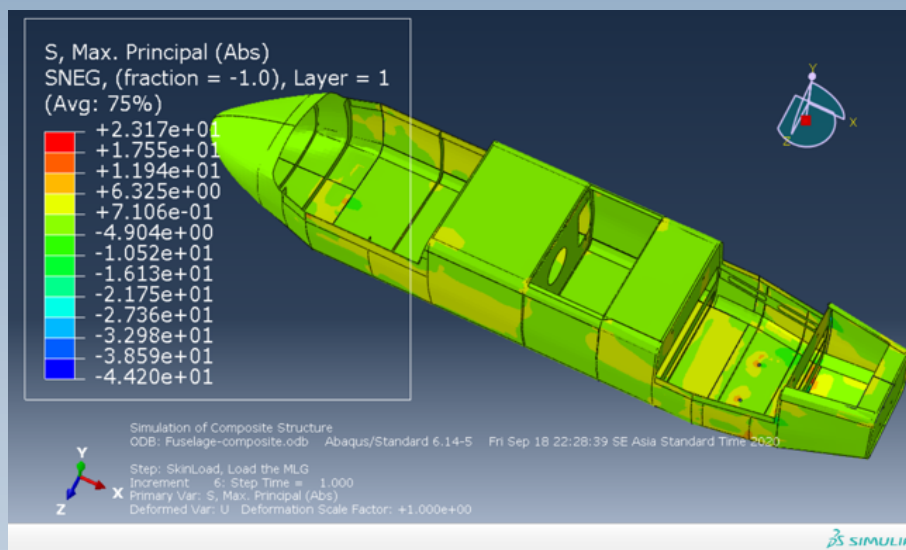 S, Max. Principal (Abs)
SNEG, (fraction = -1.0), Layer = 1
(Avg: 75%)
+2.317e+01
+1.755e+01
+1.194e+01
+6.325e+00
+7.106e-01
-4.904e+00
-1.052e+01
-1.613e+01
-2.175e+01
-2.736e+01
-3.298e+01
-3.859e+01
-4.420e+01
Y
X
Z
Simulation of Composite Structure
ODB: Fuselage-composite.odb Abaqus/Standard 6.14-5 Fri Sep 18 22:28:39 SE Asia Standard Time 2020
Step: SkinLoad, Load the MLG
Increment 6: Step Time = 1.000
Primary Var: S, Max. Principal (Abs)
Deformed Var: U Deformation Scale Factor: +1.000e+00
Y
X
Z